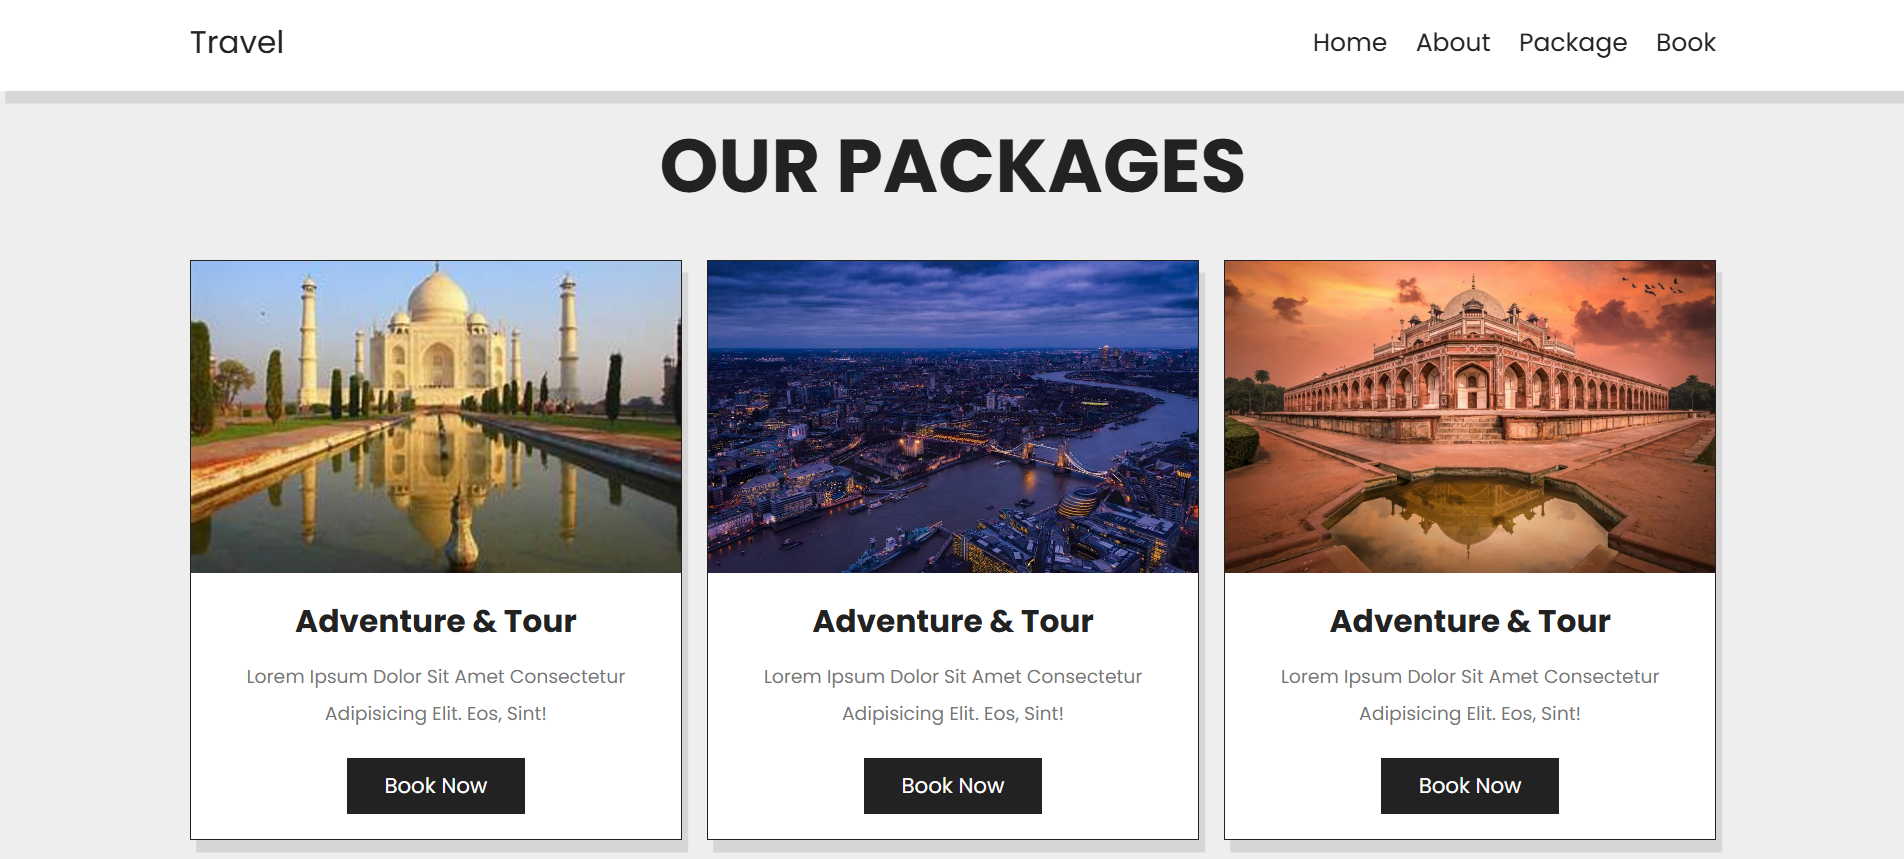 Travel
Home About Package Book
OUR PACKAGES
Adventure & Tour
Lorem Ipsum Dolor Sit Amet Consectetur
Adipisicing Elit. Eos, Sint!
Book Now
Adventure & Tour
Lorem Ipsum Dolor Sit Amet Consectetur
Adipisicing Elit. Eos, Sint!
Book Now
Adventure & Tour
Lorem Ipsum Dolor Sit Amet Consectetur
Adipisicing Elit. Eos, Sint!
Book Now